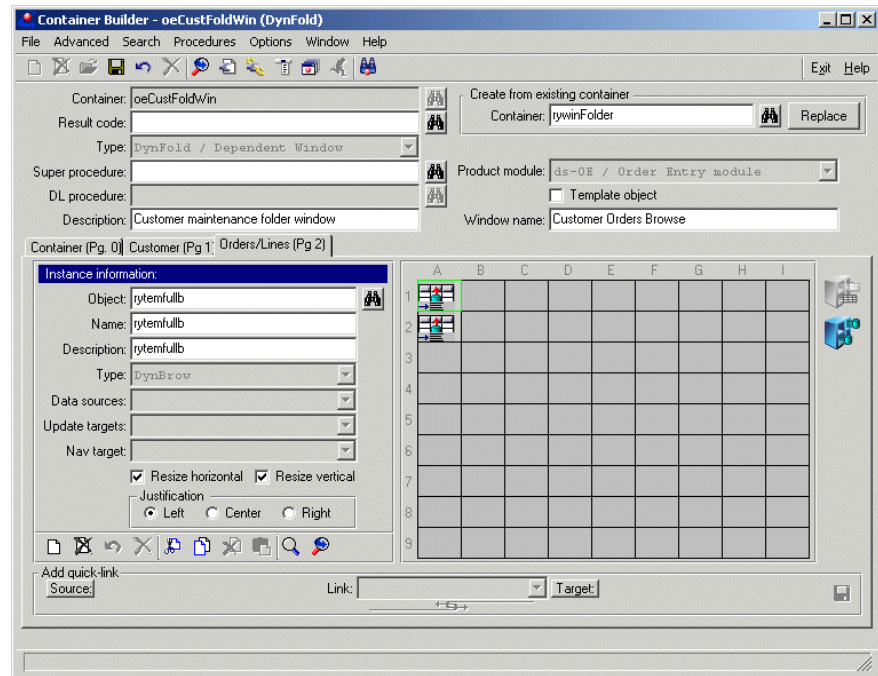 Container Builder - oeCustFoldWin (DynFold)
File Advanced Search Procedures Options Window Help
Exit Help
Container: oeCustFoldWin
Create from existing container
Container: rywinFolder Replace
Result code:
Type: DynFold / Dependent Window
Super procedure:
Product module: ds-OE / Order Entry module
DL procedure:
Template object
Description: Customer maintenance folder window
Window name: Customer Orders Browse
Container (Pg. 0) Customer (Pg 1) Orders/Lines (Pg 2)
Instance information:
A B C D E F G H I
Object: rytemfullb
1
Name: rytemfullb
2
Description: rytemfullb
3
Type: DynBrow
4
Data sources:
5
Update targets:
Nav target:
6
Resize horizontal Resize vertical
7
Justification
Left Center Right
8
9
Add quick-link
Source: Link: Target: